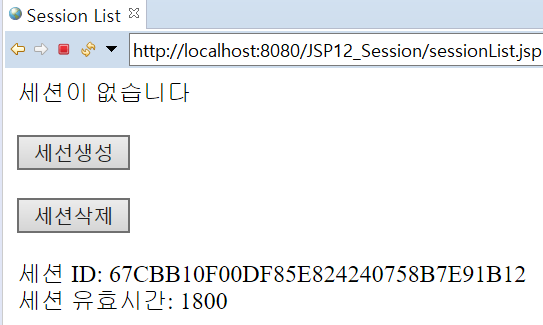 Session List
http://localhost:8080/JSP12_Session/sessionList.jsp
세션이 없습니다
세선생성
세션삭제
세션 ID: 67CBB10F00DF85E824240758B7E91B12
세션 유효시간: 1800